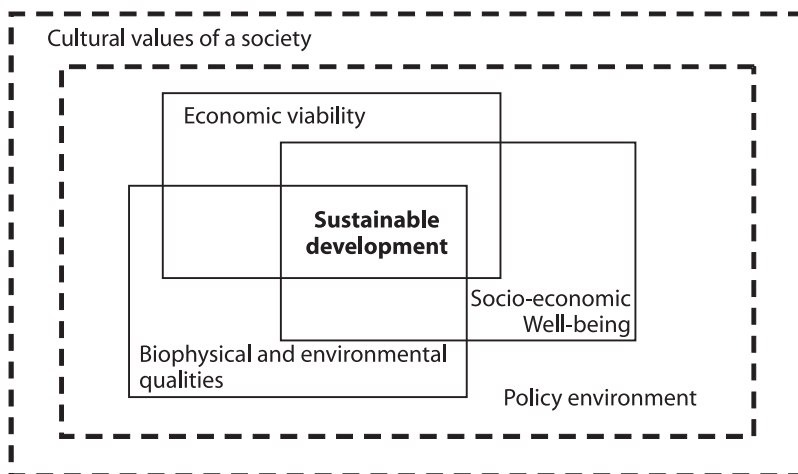 Cultural values of a society
Economic viability
Sustainable
development
Socio-economic
Well-being
Biophysical and environmental
qualities
Policy environment